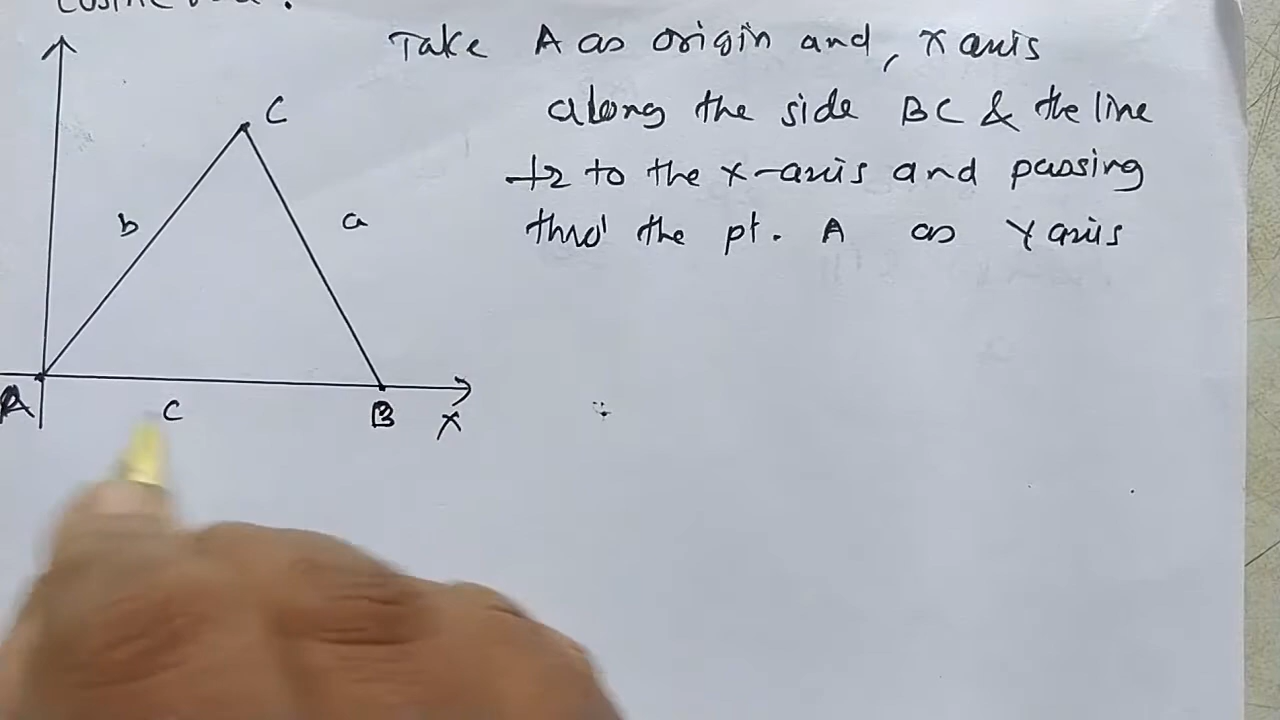 Cosine
Take A as origin and, X axis
along the side BC & the line
to the x-axis and passing
thro' the pt. A as Y axis
C
b
a
A
c
B
X